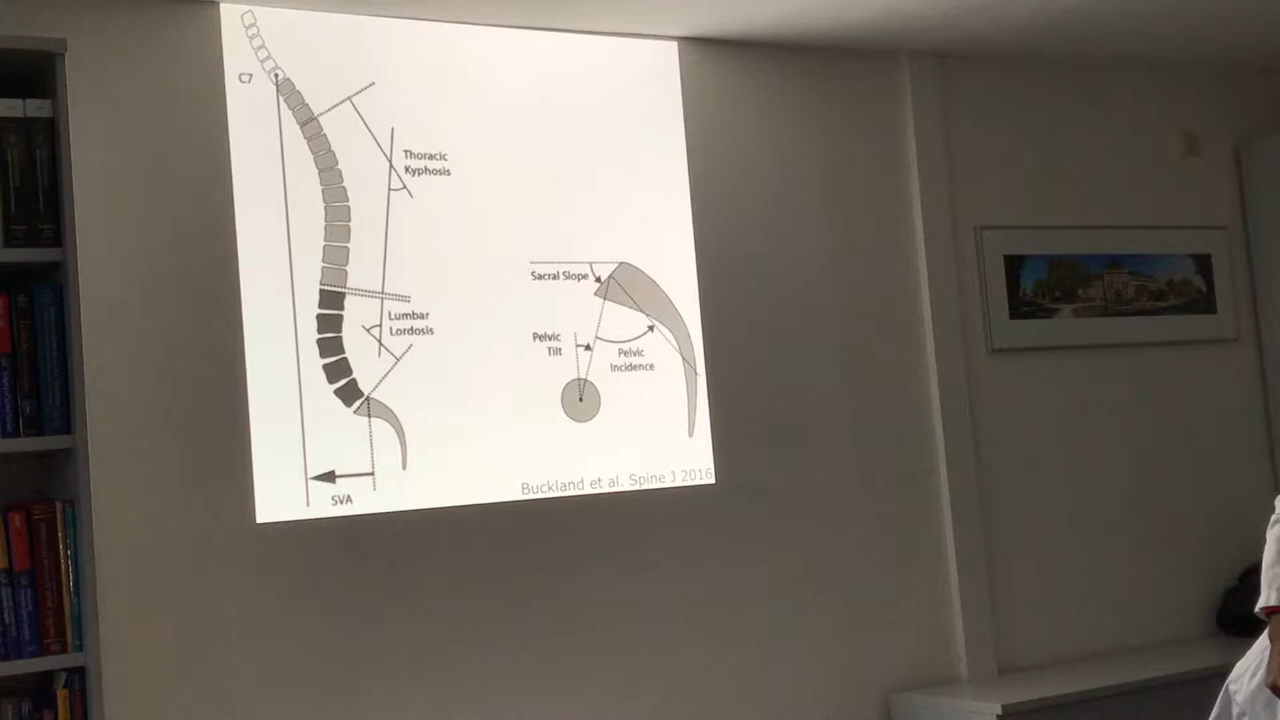 C7
Thoracic
Kyphosis
Lumbar
Lordosis
SVA
Sacral Slope
Pelvic
Tilt
Pelvic
Incidence
Buckland et al. Spine J 2016